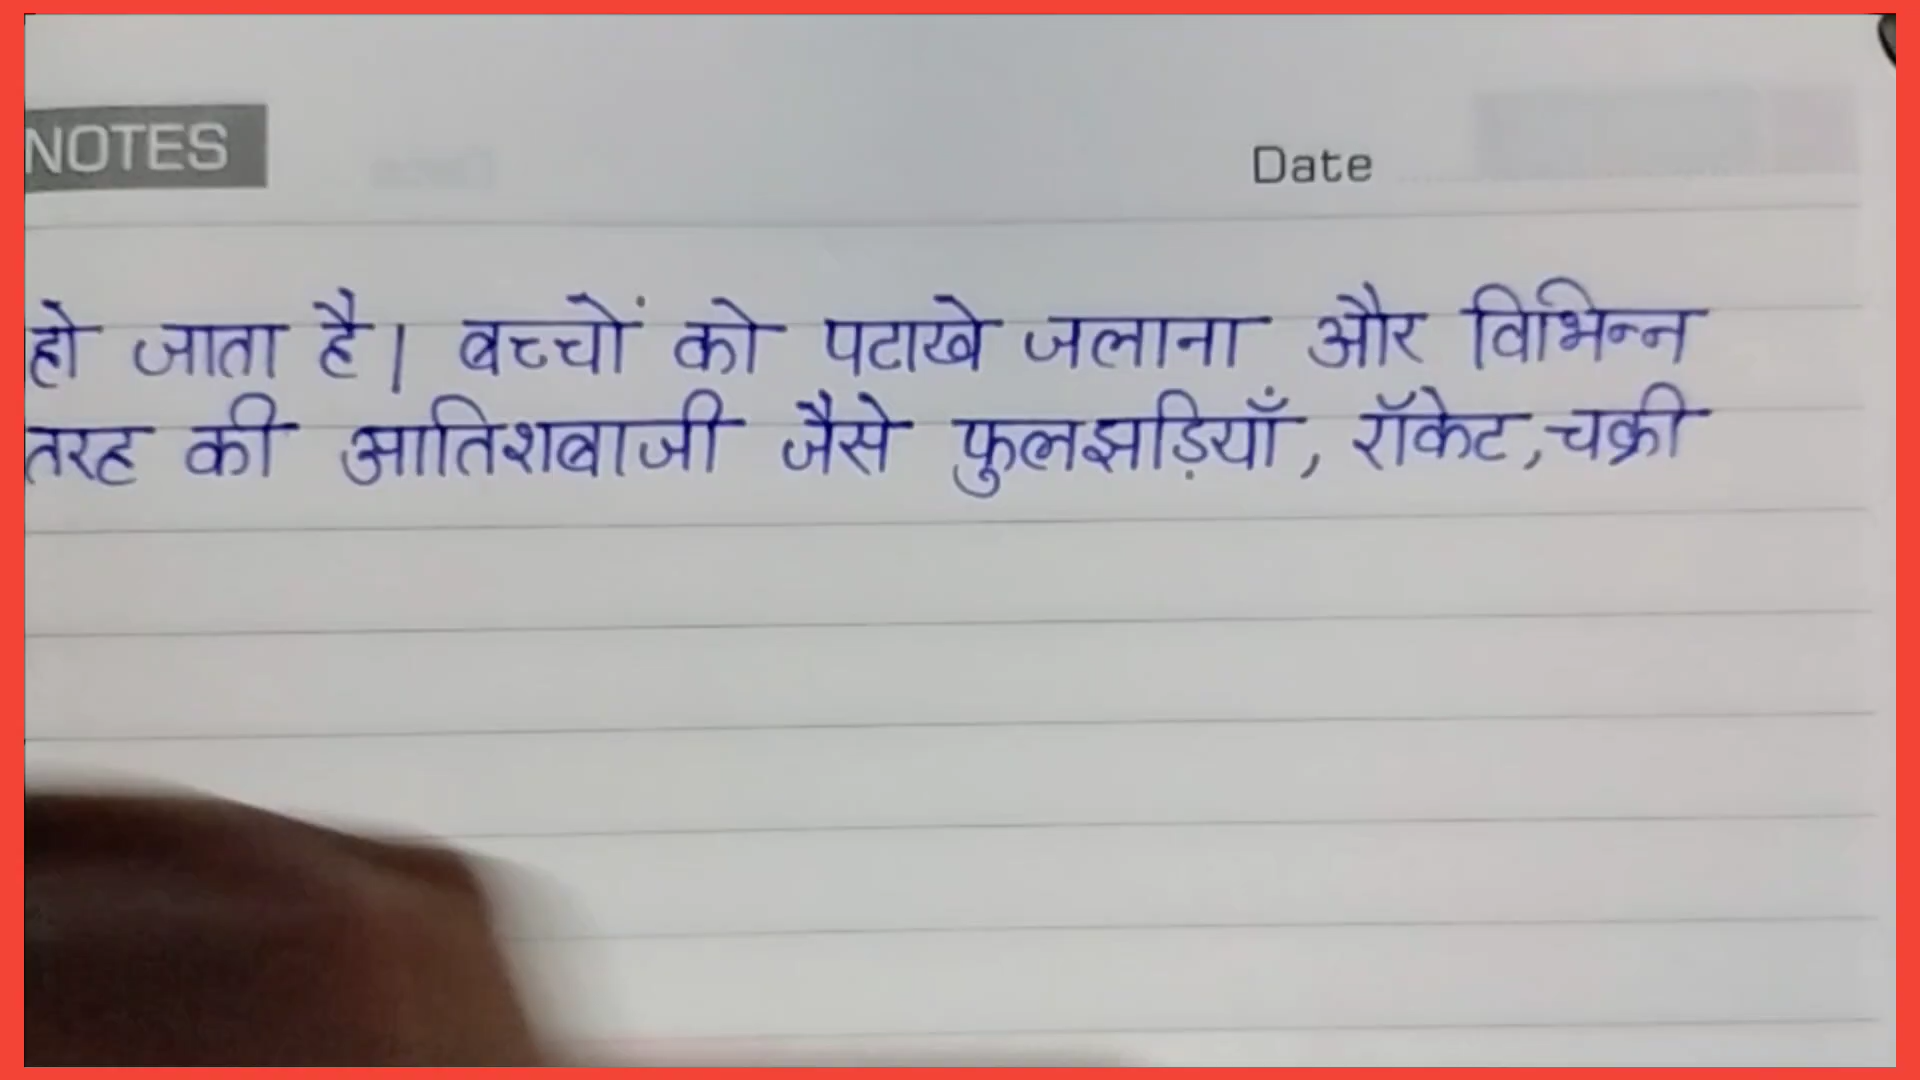 NOTES
Date
हो जाता है। बच्चों को पटाखे जलाना और विभिन्न
तरह की आतिशबाजी जैसे फुलझड़ियाँ, रॉकेट, चक्री